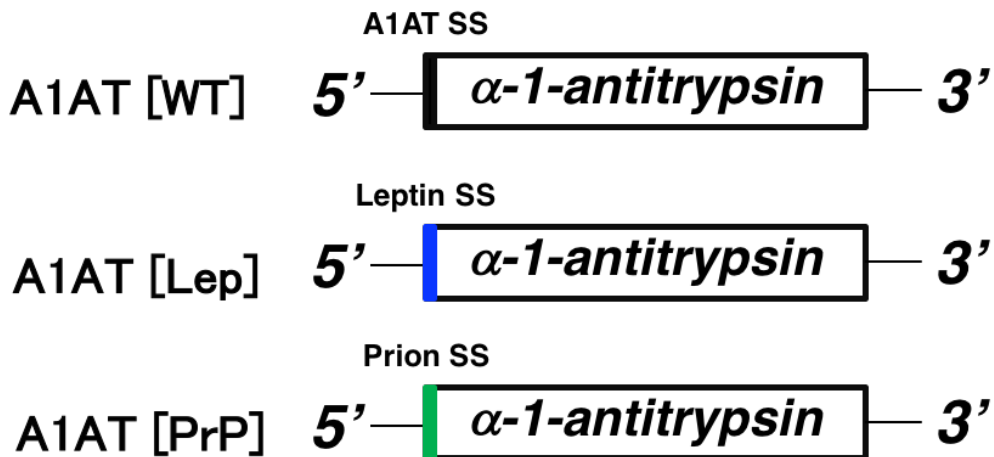 A1AT SS
A1AT [WT] 5’ α-1-antitrypsin 3’
Leptin SS
A1AT [Lep] 5’ α-1-antitrypsin 3’
Prion SS
A1AT [PrP] 5’ α-1-antitrypsin 3’